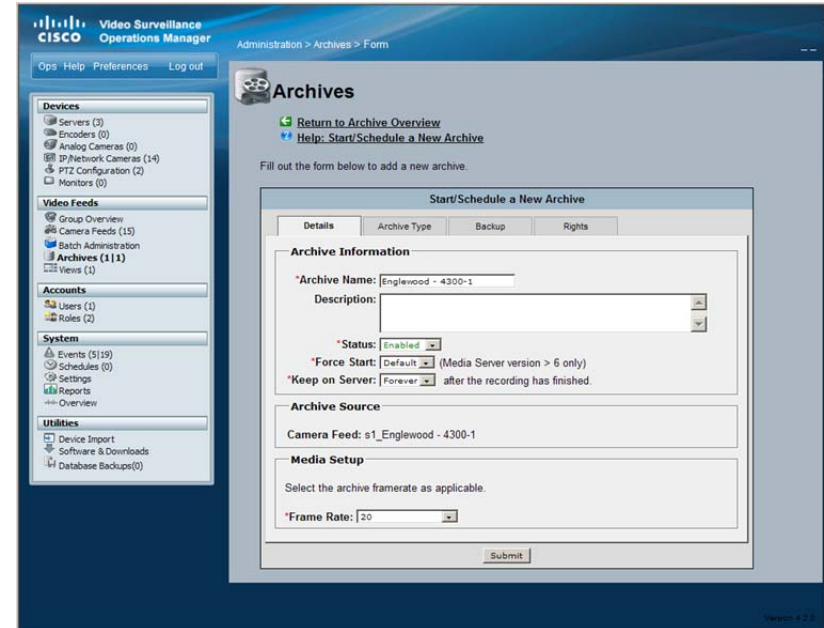 CISCO
Video Surveillance
Operations Manager
Ops Help Preferences Log out
Administration > Archives > Form
Devices
Servers (3)
Encoders (0)
Analog Cameras (0)
IP/Network Cameras (14)
PTZ Configuration (2)
Monitors (0)
Video Feeds
Group Overview
Camera Feeds (15)
Batch Administration
Archives (1|1)
Views (1)
Accounts
Users (1)
Roles (2)
System
Events (5|19)
Schedules (0)
Settings
Reports
Overview
Utilities
Device Import
Software & Downloads
Database Backups(0)
Archives
Return to Archive Overview
Help: Start/Schedule a New Archive
Fill out the form below to add a new archive.
Start/Schedule a New Archive
Details Archive Type Backup Rights
Archive Information
*Archive Name: Englewood - 4300-1
Description:
*Status: Enabled
*Force Start: Default (Media Server version > 6 only)
*Keep on Server: Forever after the recording has finished.
Archive Source
Camera Feed: s1_Englewood - 4300-1
Media Setup
Select the archive framerate as applicable.
*Frame Rate: 20
Submit